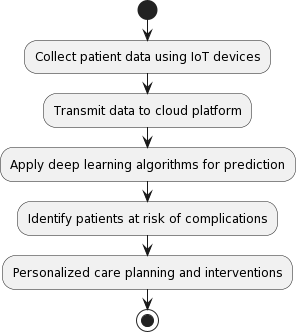 Collect patient data using IoT devices
Transmit data to cloud platform
Apply deep learning algorithms for prediction
Identify patients at risk of complications
Personalized care planning and interventions